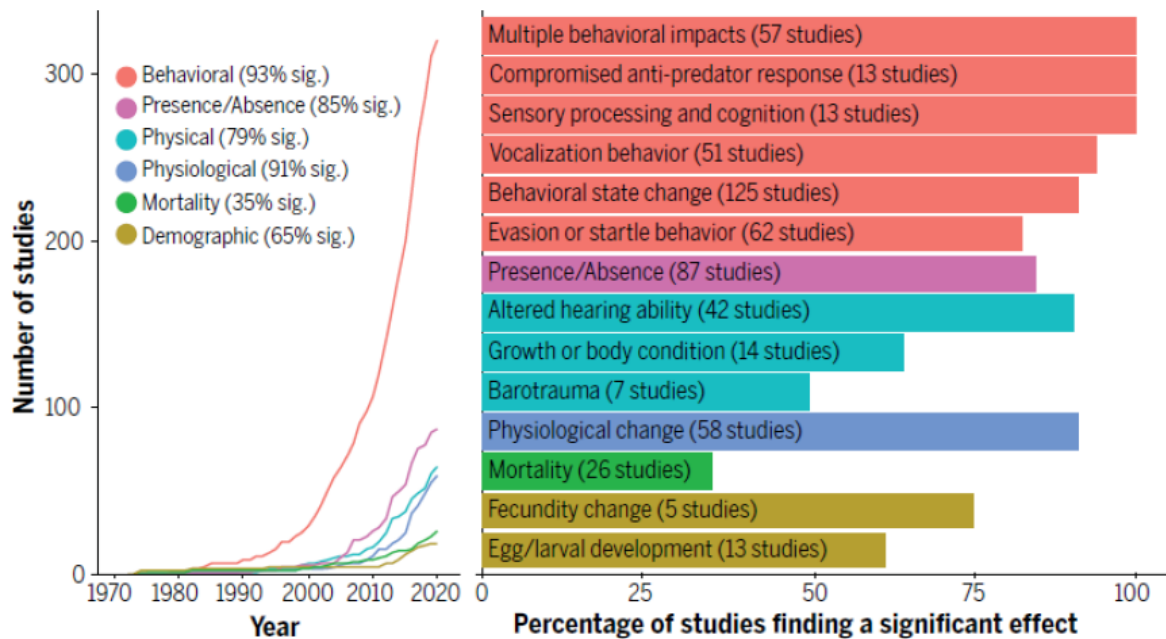 Number of studies
300
200
100
0
1970 1980 1990 2000 2010 2020
Year
Behavioral (93% sig.)
Presence/Absence (85% sig.)
Physical (79% sig.)
Physiological (91% sig.)
Mortality (35% sig.)
Demographic (65% sig.)
Multiple behavioral impacts (57 studies)
Compromised anti-predator response (13 studies)
Sensory processing and cognition (13 studies)
Vocalization behavior (51 studies)
Behavioral state change (125 studies)
Evasion or startle behavior (62 studies)
Presence/Absence (87 studies)
Altered hearing ability (42 studies)
Growth or body condition (14 studies)
Barotrauma (7 studies)
Physiological change (58 studies)
Mortality (26 studies)
Fecundity change (5 studies)
Egg/larval development (13 studies)
0 25 50 75 100
Percentage of studies finding a significant effect